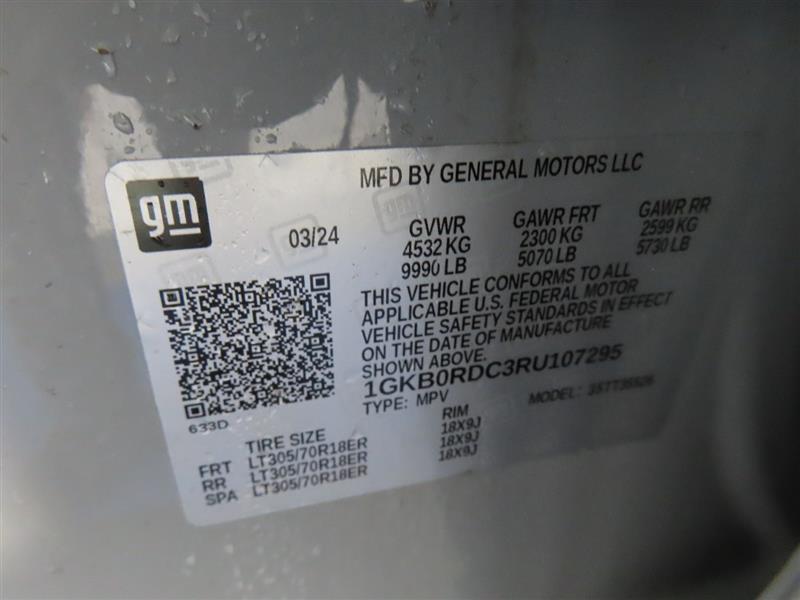 gm
MFD BY GENERAL MOTORS LLC
03/24
GVWR GAWR FRT GAWR RR
4532 KG 2300 KG 2599 KG
9990 LB 5070 LB 5730 LB
THIS VEHICLE CONFORMS TO ALL
APPLICABLE U.S. FEDERAL MOTOR
VEHICLE SAFETY STANDARDS IN EFFECT
ON THE DATE OF MANUFACTURE
SHOWN ABOVE.
1GKB0RDC3RU107295
TYPE: MPV MODEL:
633D
TIRE SIZE RIM
FRT LT305/70R18ER 18X9J
RR LT305/70R18ER 18X9J
SPA LT305/70R18ER 18X9J